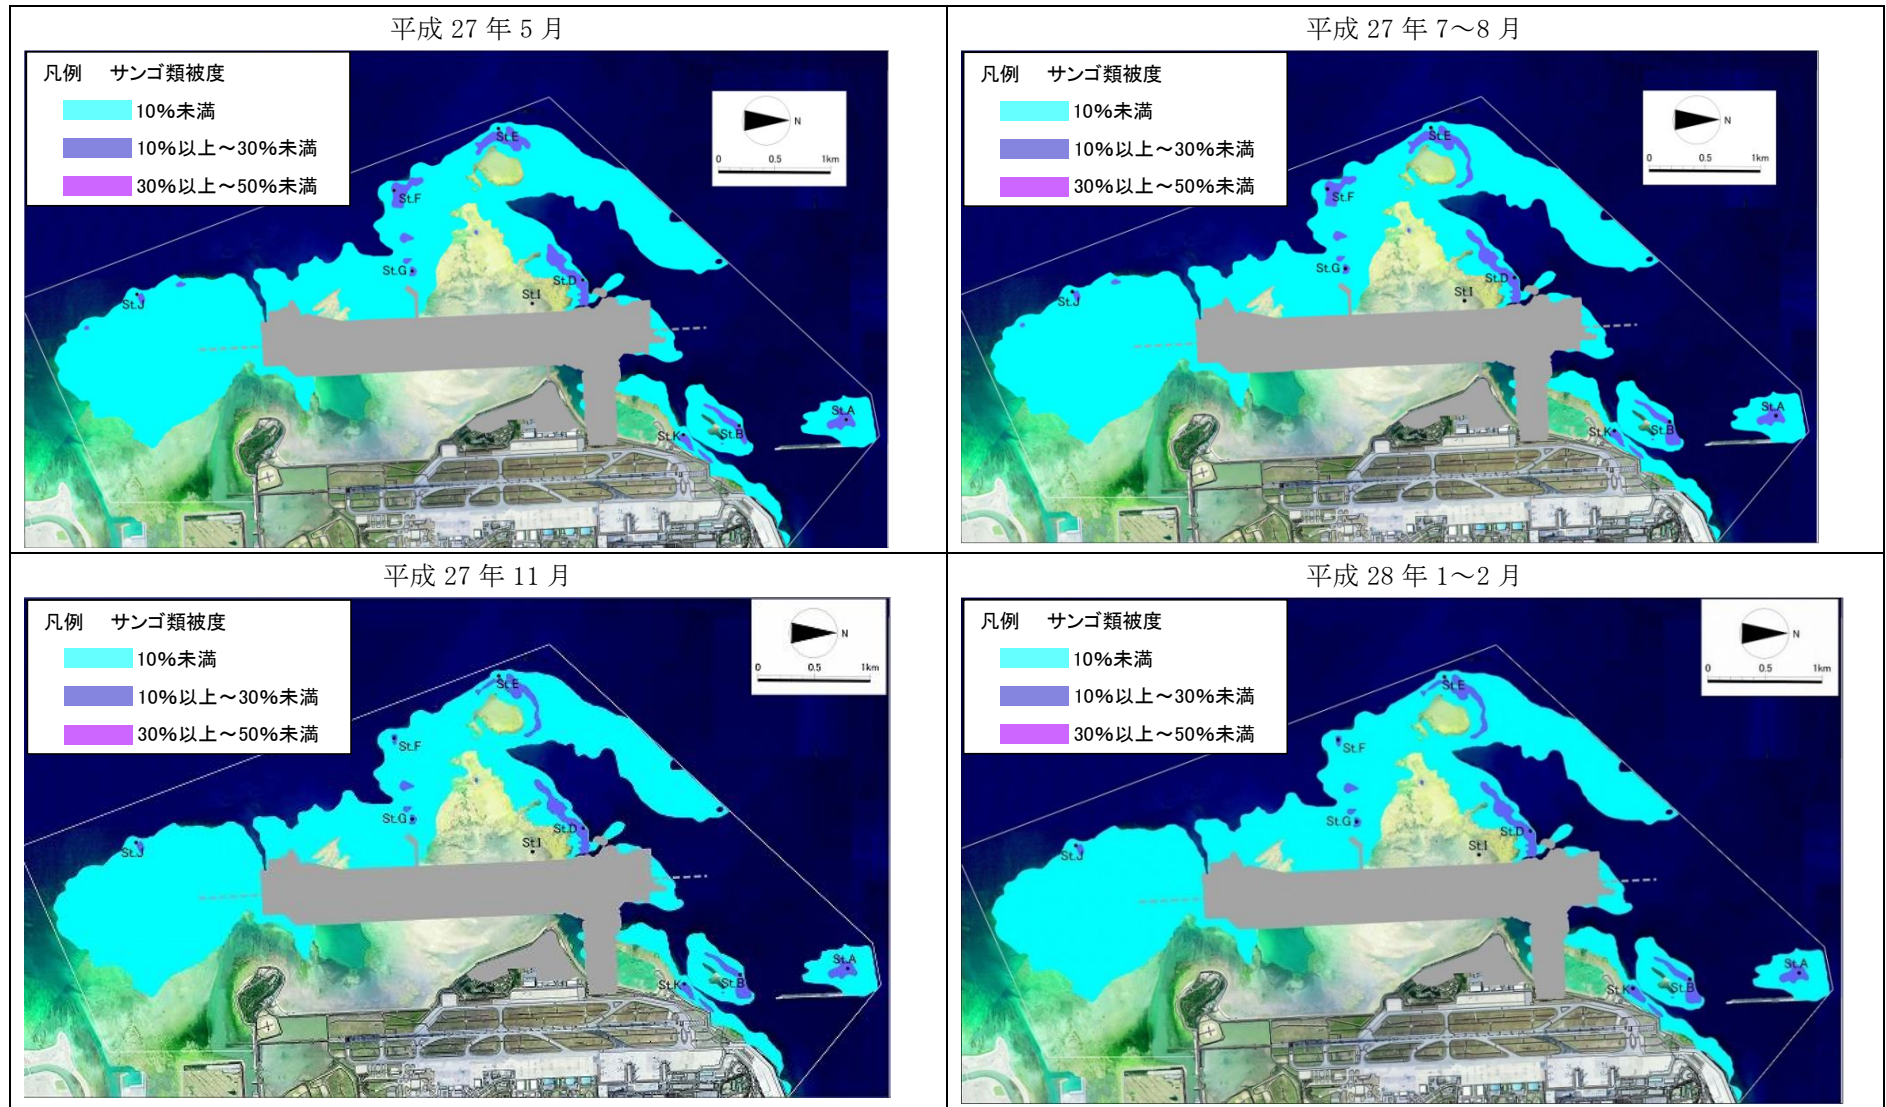 平成 27 年 5 月
凡例 サンゴ類被度
10%未満
10%以上～30%未満
30%以上～50%未満
N
0 0.5 1km
St.E
St.F
St.G
St.D
St.J
St.I
St.A
St.B
St.K
平成 27 年 7～8 月
凡例 サンゴ類被度
10%未満
10%以上～30%未満
30%以上～50%未満
N
0 0.5 1km
St.E
St.F
St.G
St.D
St.J
St.I
St.A
St.B
St.K
平成 27 年 11 月
凡例 サンゴ類被度
10%未満
10%以上～30%未満
30%以上～50%未満
N
0 0.5 1km
St.E
St.F
St.G
St.D
St.J
St.I
St.A
St.B
St.K
平成 28 年 1～2 月
凡例 サンゴ類被度
10%未満
10%以上～30%未満
30%以上～50%未満
N
0 0.5 1km
St.E
St.F
St.G
St.D
St.J
St.I
St.A
St.B
St.K